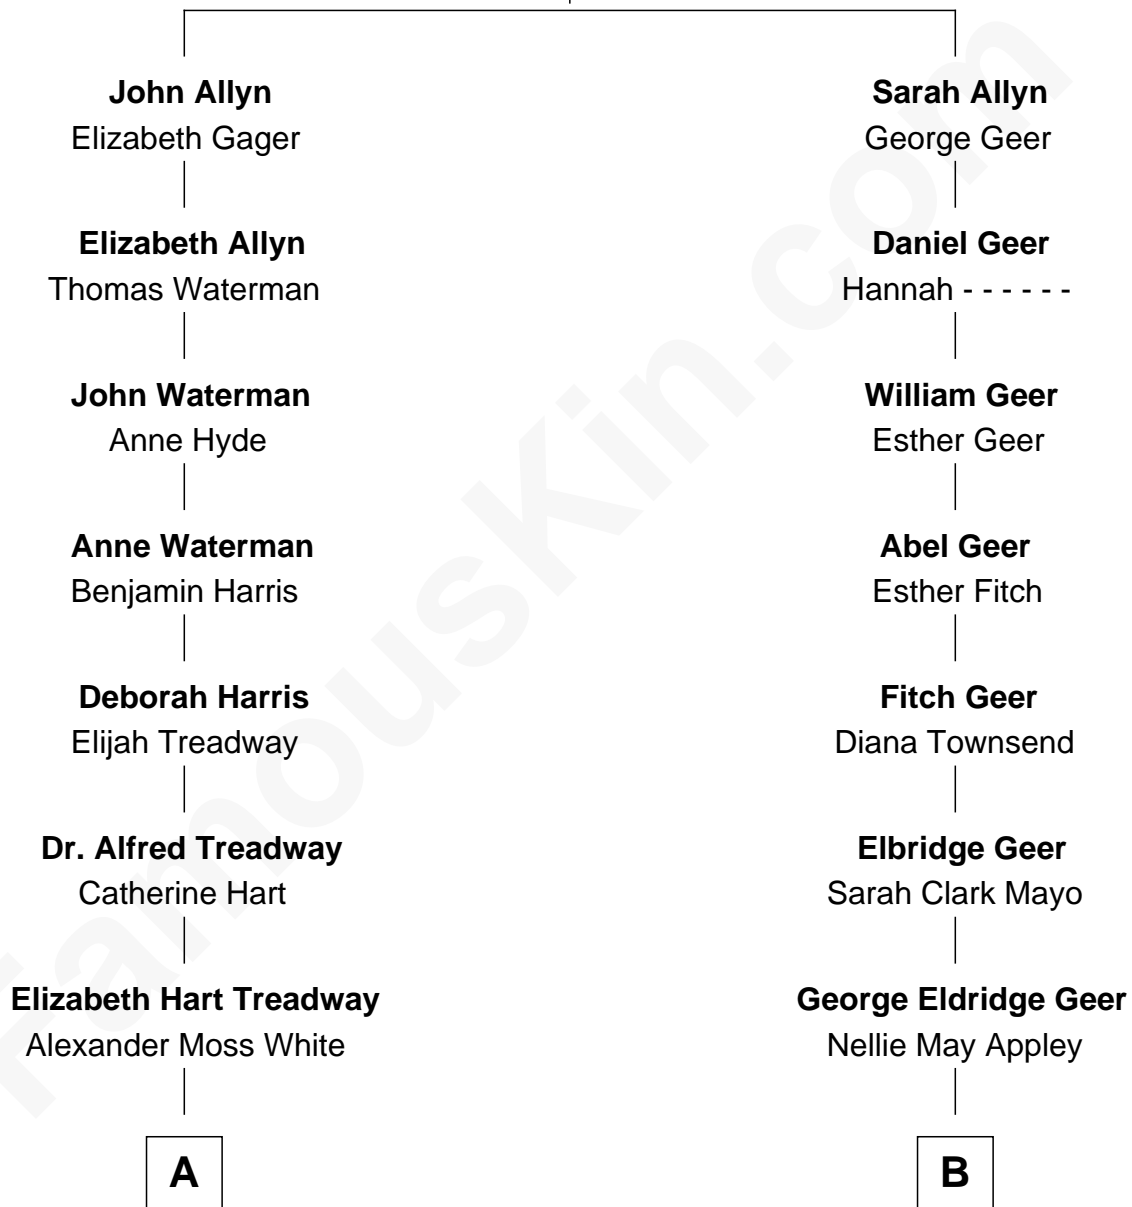 John Allyn
Elizabeth Gager
Elizabeth Allyn
Thomas Waterman
John Waterman
Anne Hyde
Anne Waterman
Benjamin Harris
Deborah Harris
Elijah Treadway
Dr. Alfred Treadway
Catherine Hart
Elizabeth Hart Treadway
Alexander Moss White
A
Sarah Allyn
George Geer
Daniel Geer
Hannah - - - - - -
William Geer
Esther Geer
Abel Geer
Esther Fitch
Fitch Geer
Diana Townsend
Elbridge Geer
Sarah Clark Mayo
George Eldridge Geer
Nellie May Appley
B
FamousKin.com